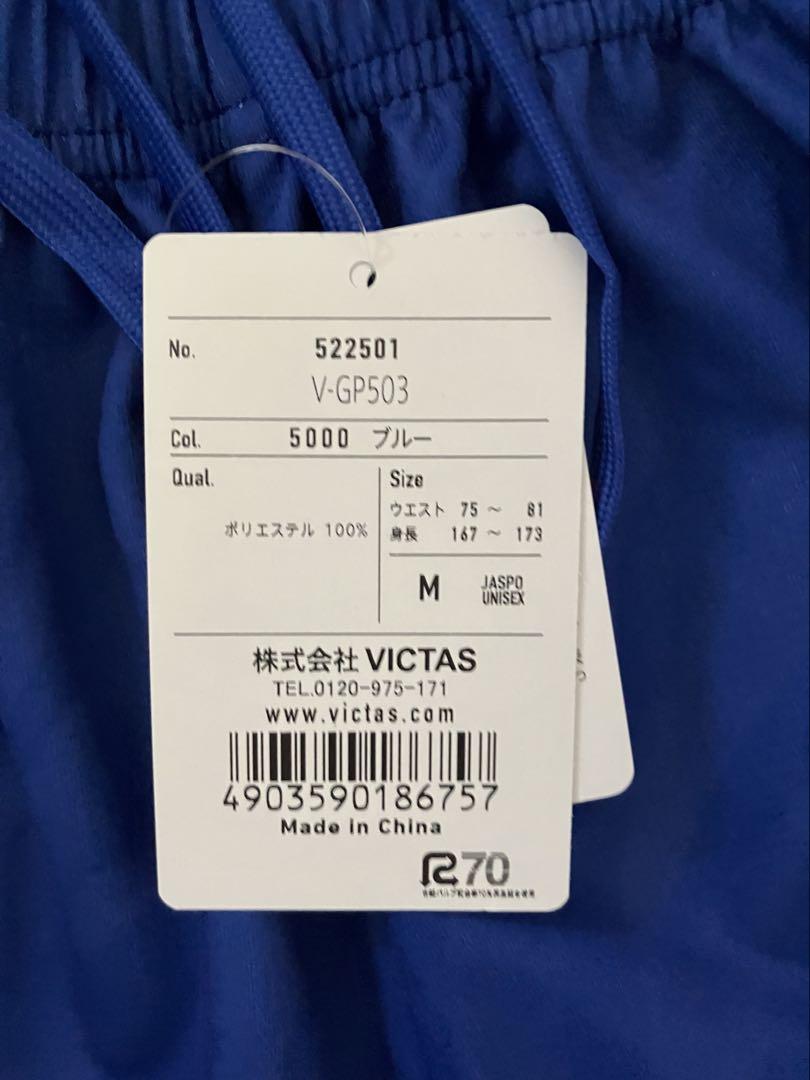 No. 522501
V-GP503
Col. 5000 ブルー
Qual.
ポリエステル 100%
Size
ウエスト 75 ~ 81
身長 167 ~ 173
M JASPO UNISEX
株式会社 VICTAS
TEL.0120-975-171
www.victas.com
4903590186757
Made in China
R70